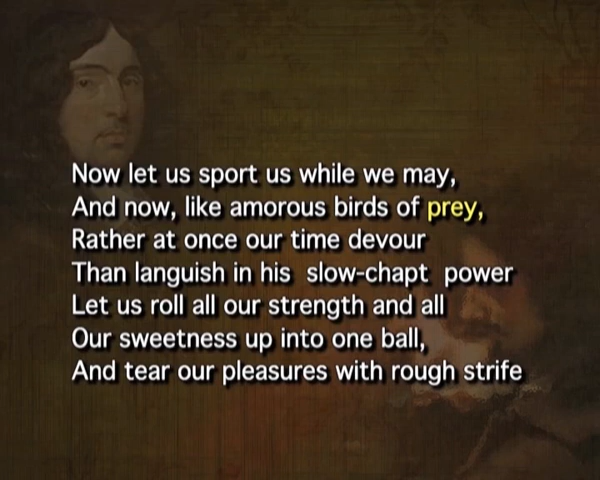 Now let us sport us while we may,
And now, like amorous birds of prey,
Rather at once our time devour
Than languish in his slow-chapt power
Let us roll all our strength and all
Our sweetness up into one ball,
And tear our pleasures with rough strife